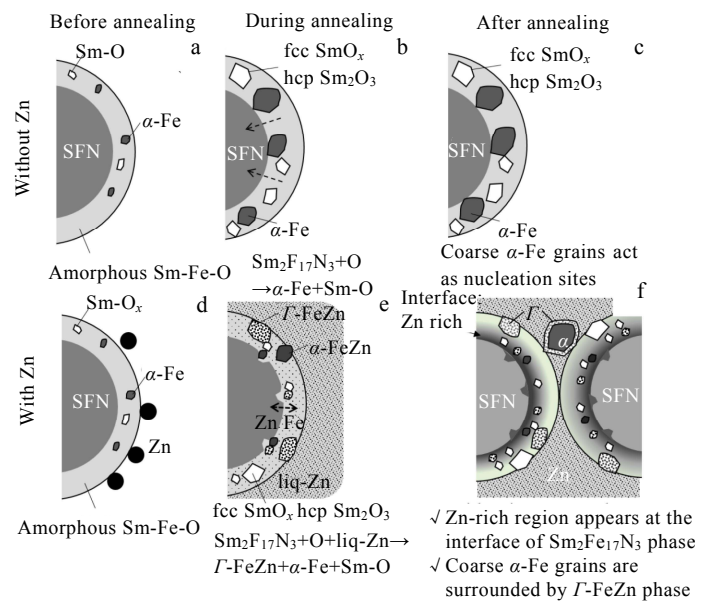 Before annealing
During annealing
After annealing
Without Zn
a
Sm-O
α-Fe
SFN
Amorphous Sm-Fe-O
b
fcc SmOₓ
hcp Sm₂O₃
SFN
α-Fe
Sm₂F₁₇N₃+O
→α-Fe+Sm-O
c
fcc SmOₓ
hcp Sm₂O₃
SFN
α-Fe
Coarse α-Fe grains act
as nucleation sites
With Zn
d
Sm-Oₓ
α-Fe
SFN
Zn
Amorphous Sm-Fe-O
e
Γ-FeZn
α-FeZn
Zn Fe
liq-Zn
fcc SmOₓ hcp Sm₂O₃
Sm₂F₁₇N₃+O+liq-Zn→
Γ-FeZn+α-Fe+Sm-O
f
Interface:
Zn rich
Γ
α
SFN
SFN
Zn
√ Zn-rich region appears at the
interface of Sm₂Fe₁₇N₃ phase
√ Coarse α-Fe grains are
surrounded by Γ-FeZn phase